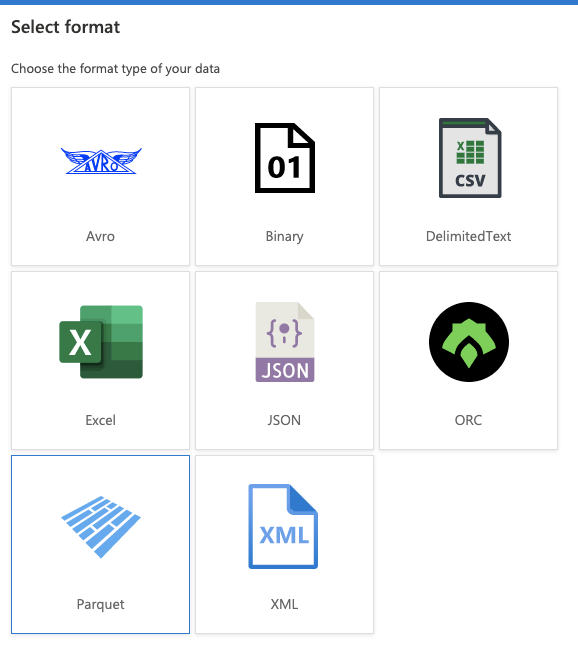 Select format
Choose the format type of your data
AVRO
01
X
CSV
Avro
Binary
DelimitedText
X
{ }
JSON
Excel
JSON
ORC
XML
Parquet
XML